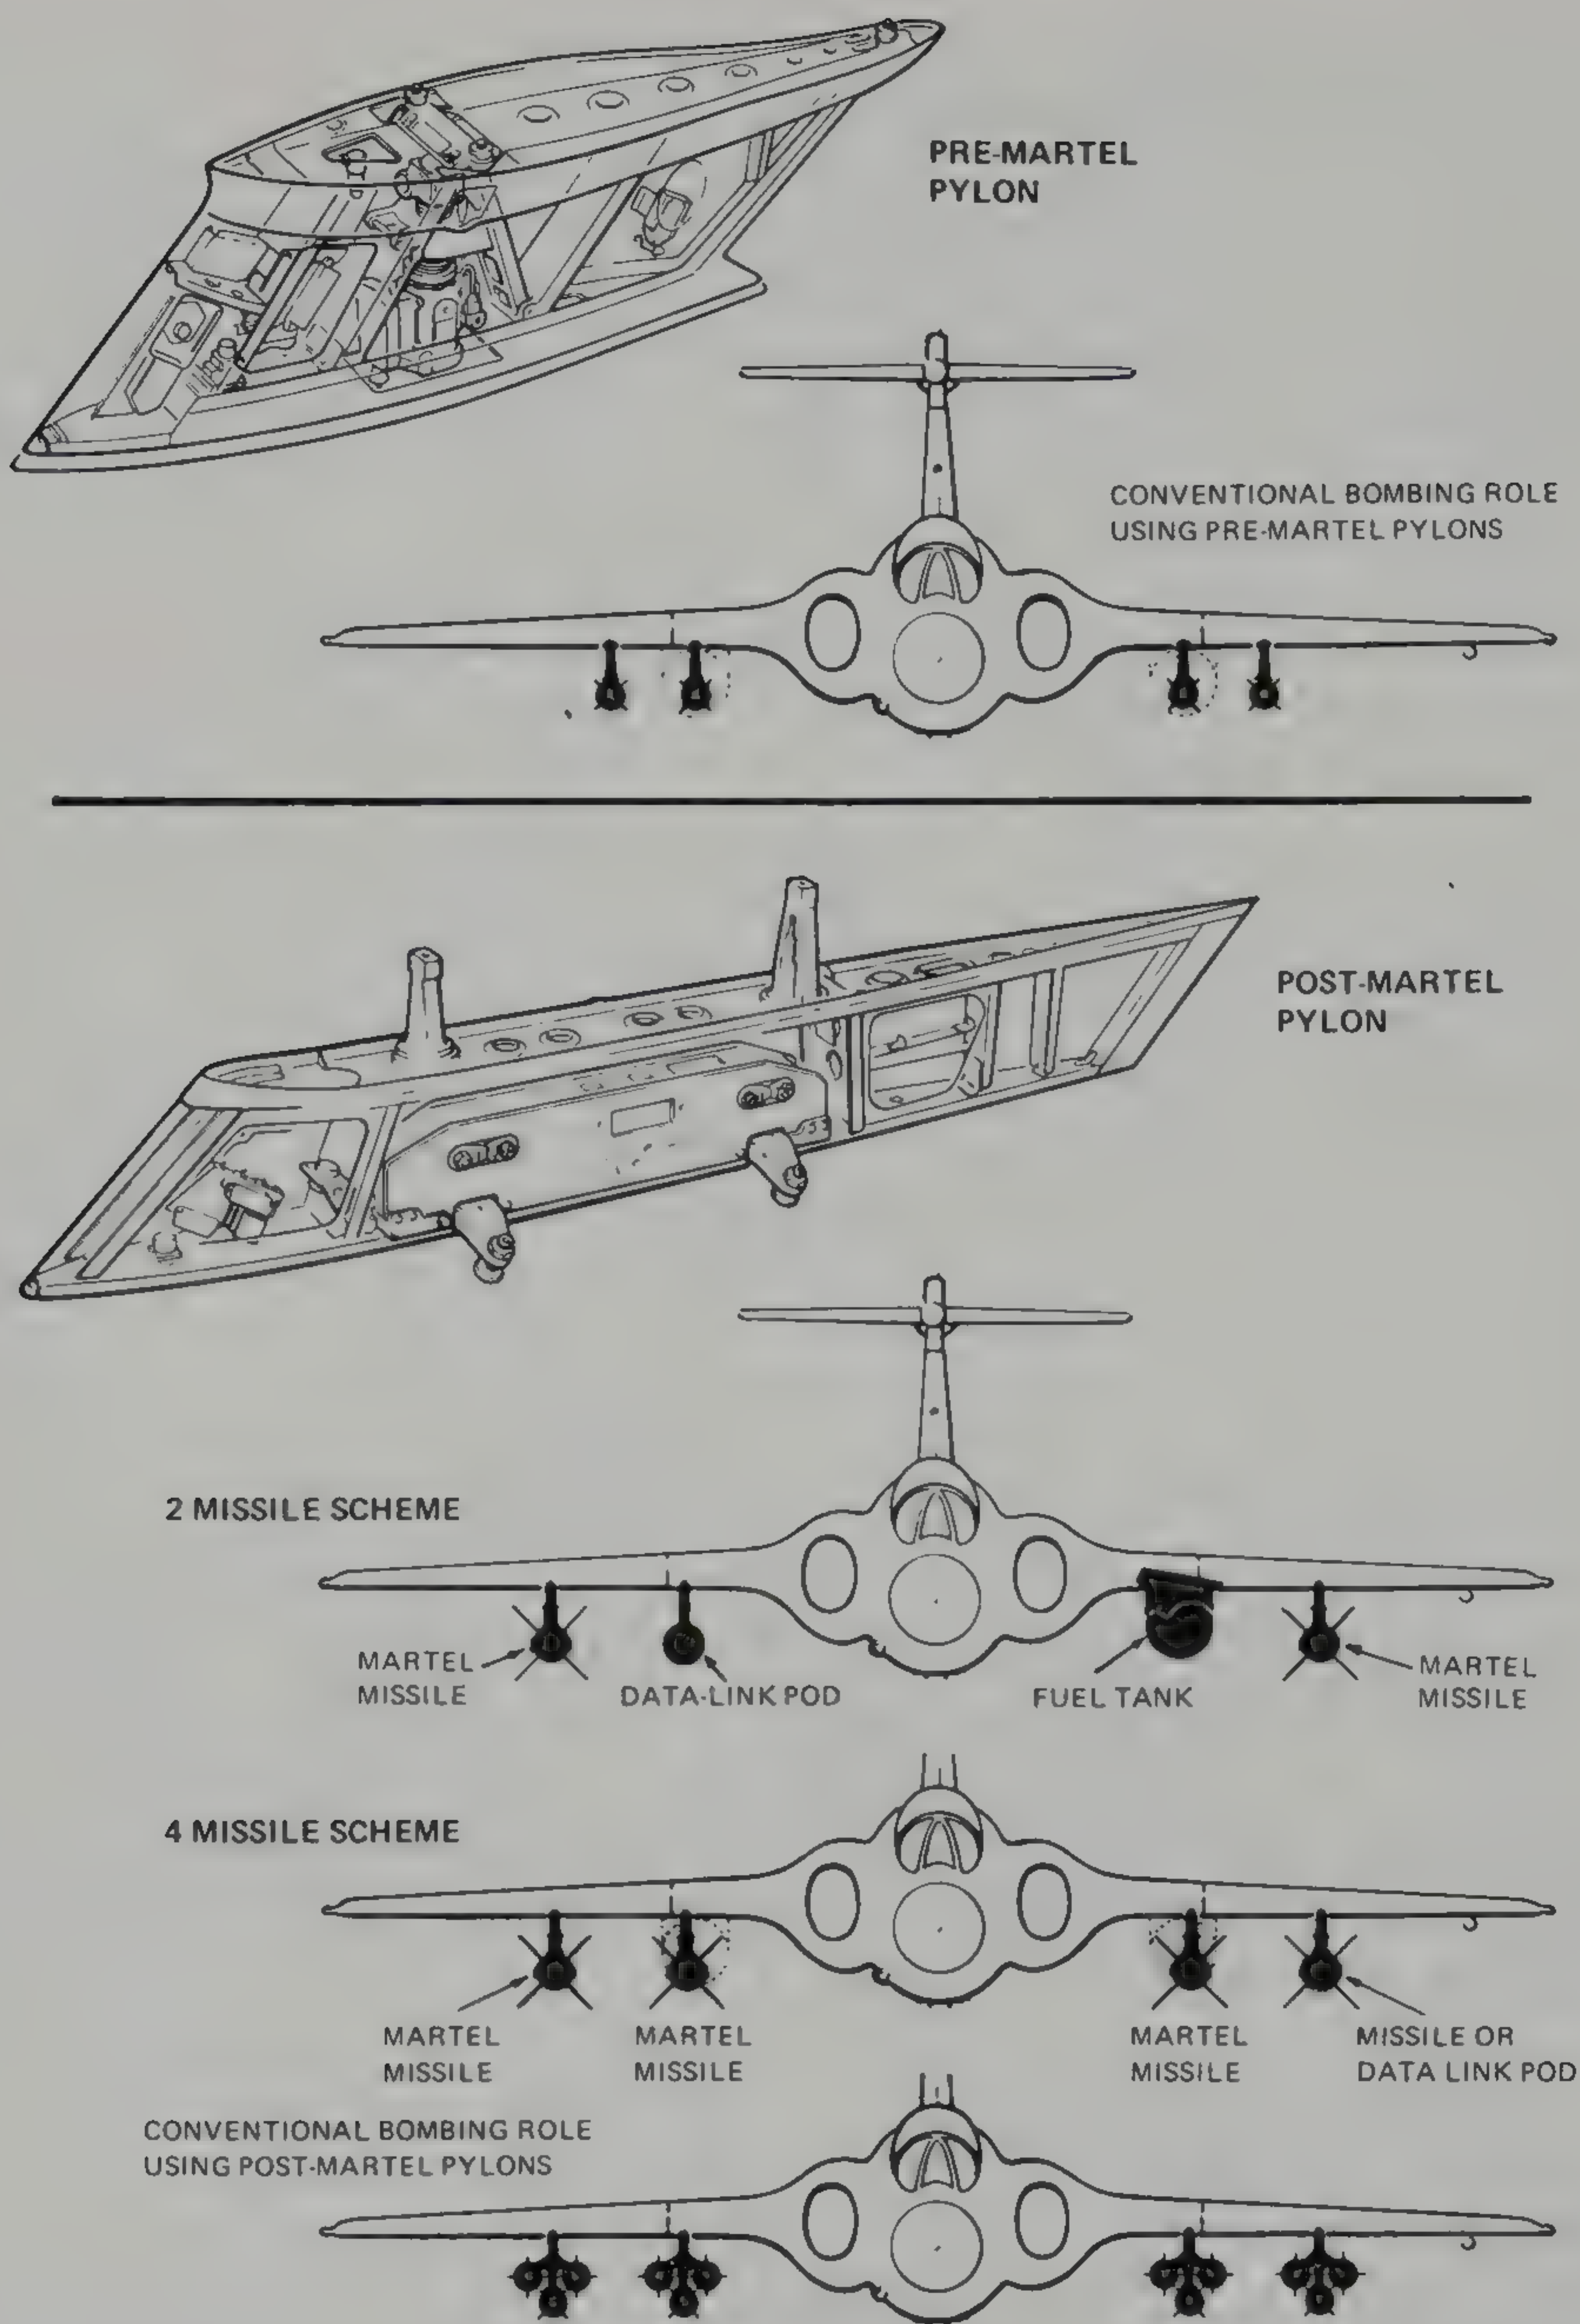 PRE-MARTEL
PYLON
CONVENTIONAL BOMBING ROLE
USING PRE-MARTEL PYLONS
POST-MARTEL
PYLON
2 MISSILE SCHEME
MARTEL
MISSILE
DATA-LINK POD
FUEL TANK
MARTEL
MISSILE
4 MISSILE SCHEME
MARTEL
MISSILE
MARTEL
MISSILE
MARTEL
MISSILE
MISSILE OR
DATA LINK POD
CONVENTIONAL BOMBING ROLE
USING POST-MARTEL PYLONS